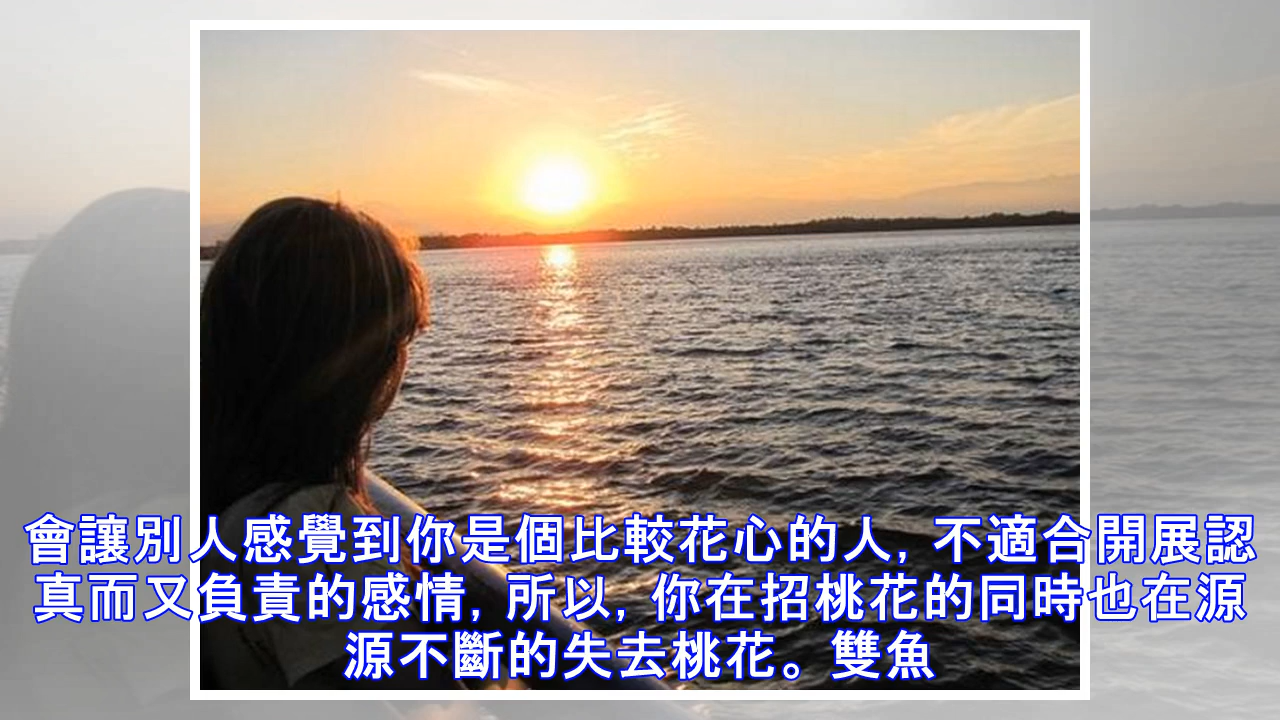 會讓別人感覺到你是個比較花心的人, 不適合開展認
真而又負責的感情, 所以, 你在招桃花的同時也在源
源不斷的失去桃花。雙魚